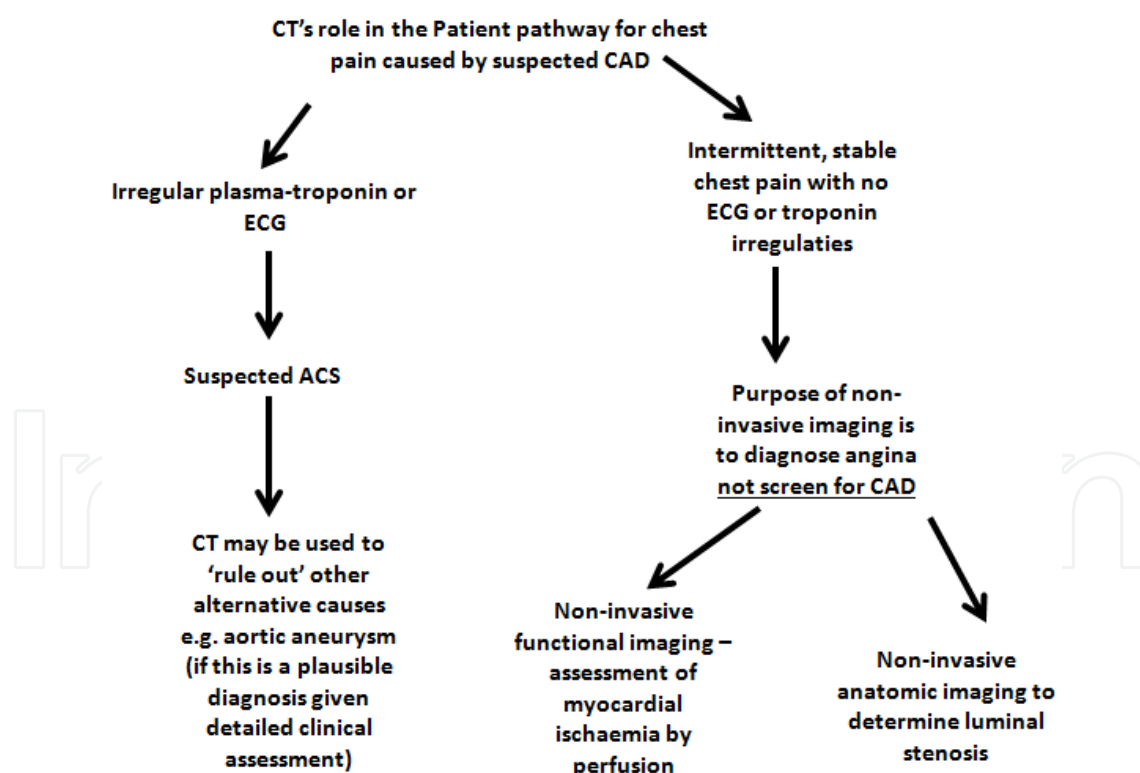 CT's role in the Patient pathway for chest
pain caused by suspected CAD
Irregular plasma-troponin or
ECG
Suspected ACS
CT may be used to
'rule out' other
alternative causes
e.g. aortic aneurysm
(if this is a plausible
diagnosis given
detailed clinical
assessment)
Intermittent, stable
chest pain with no
ECG or troponin
irregulaties
Purpose of non-
invasive imaging is
to diagnose angina
not screen for CAD
Non-invasive
functional imaging –
assessment of
myocardial
ischaemia by
perfusion
Non-invasive
anatomic imaging to
determine luminal
stenosis